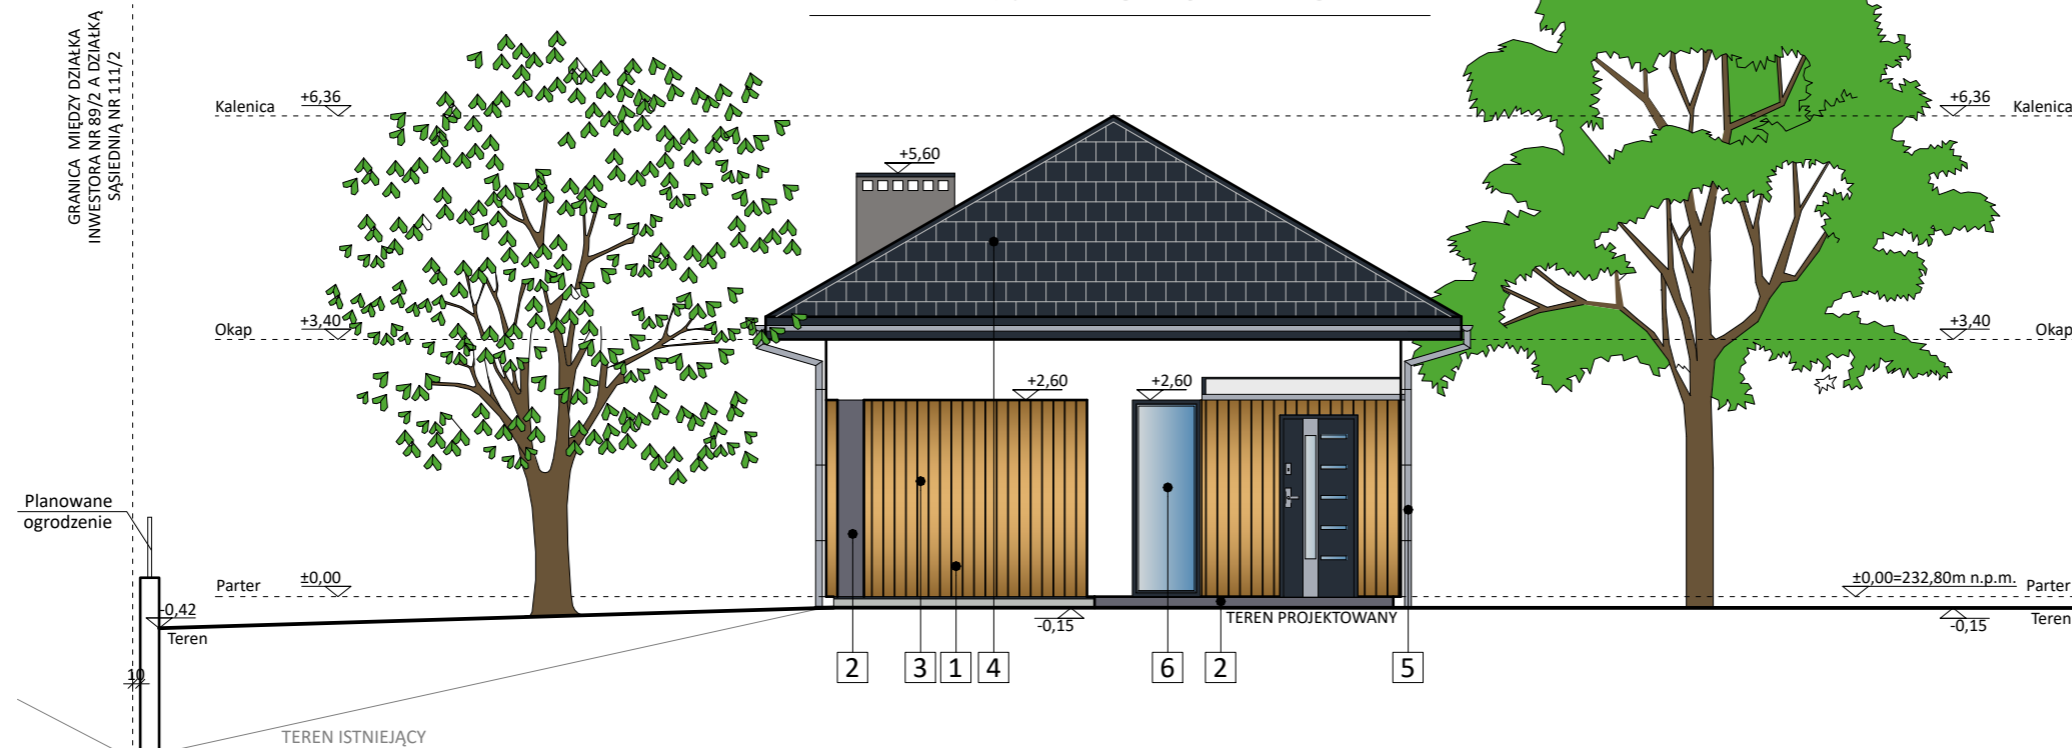 GRANICA MIĘDZY DZIAŁKA
INWESTORA NR 89/2 A DZIAŁKĄ
SĄSIEDNIĄ NR 111/2
Kalenica +6,36
+6,36 Kalenica
+5,60
Okap +3,40
+3,40 Okap
+2,60
+2,60
Planowane
ogrodzenie
Parter ±0,00
±0,00=232,80m n.p.m. Parter
-0,42
Teren
-0,15
TEREN PROJEKTOWANY
-0,15
Teren
10
2 3 1 4 6 2 5
TEREN ISTNIEJĄCY